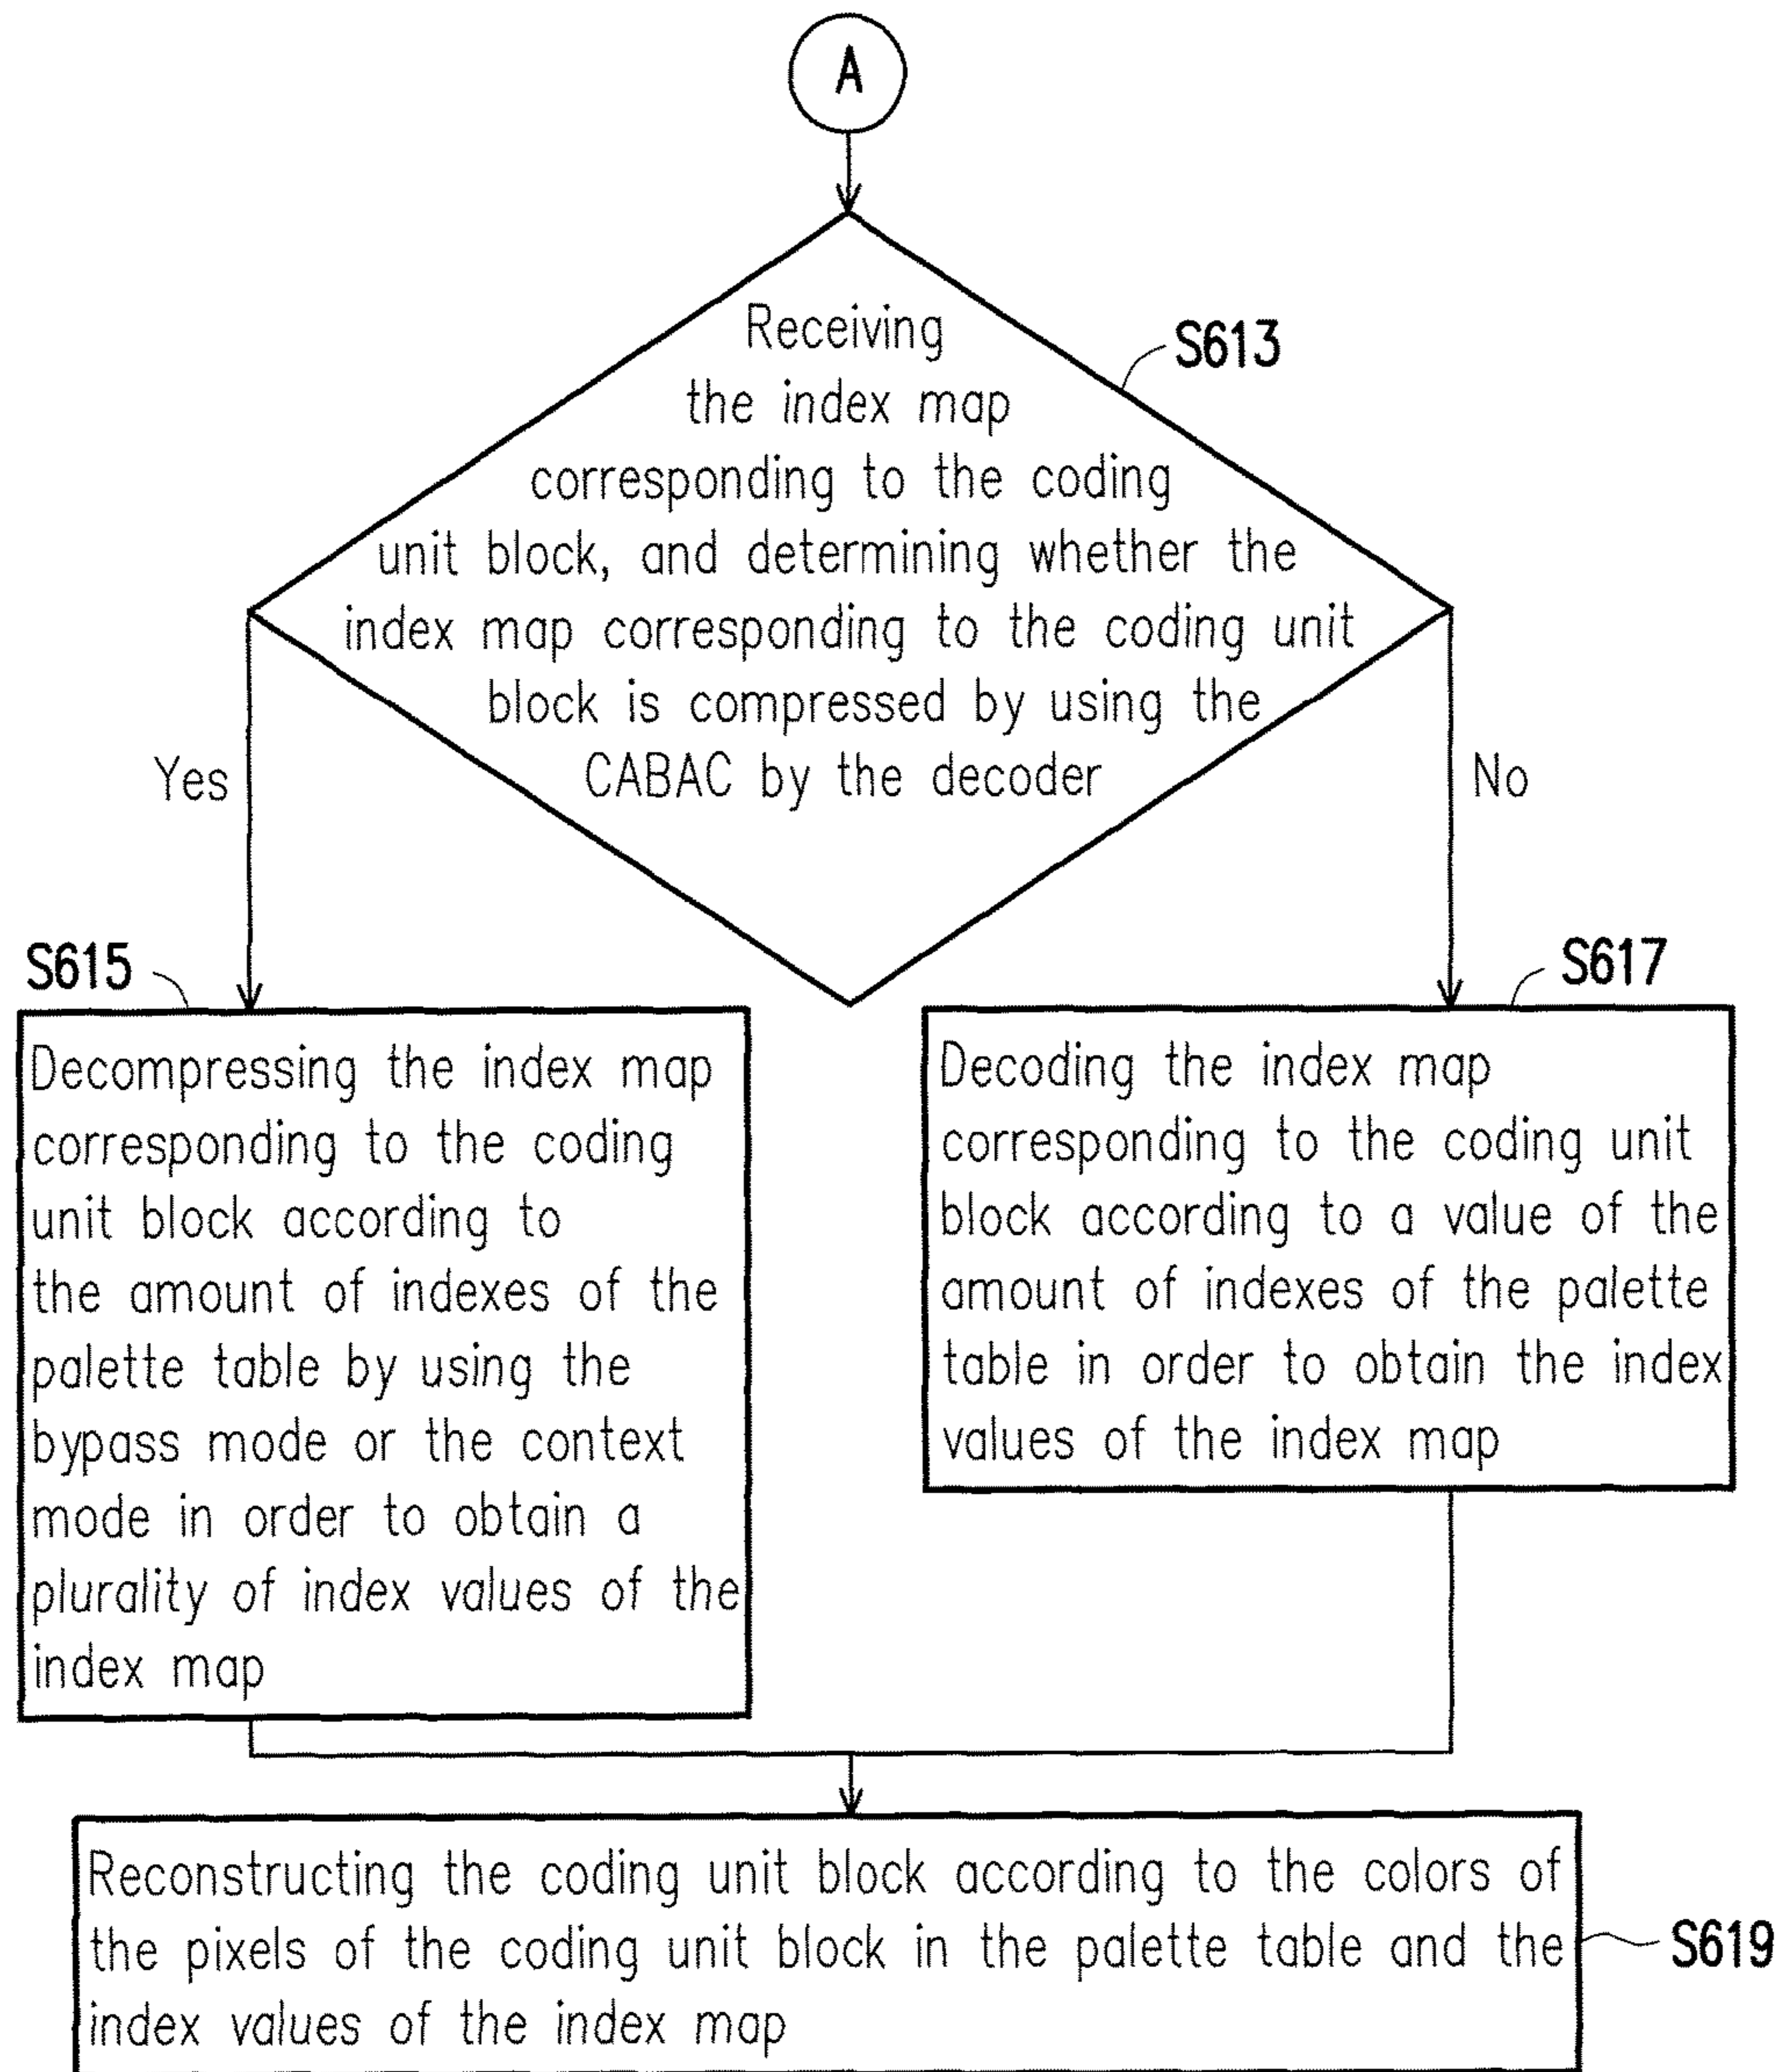 A
Receiving
the index map
corresponding to the coding
unit block, and determining whether the
index map corresponding to the coding unit
block is compressed by using the
CABAC by the decoder
S613
Yes
No
S615
Decompressing the index map
corresponding to the coding
unit block according to
the amount of indexes of the
palette table by using the
bypass mode or the context
mode in order to obtain a
plurality of index values of the
index map
S617
Decoding the index map
corresponding to the coding unit
block according to a value of the
amount of indexes of the palette
table in order to obtain the index
values of the index map
Reconstructing the coding unit block according to the colors of
the pixels of the coding unit block in the palette table and the
index values of the index map
S619